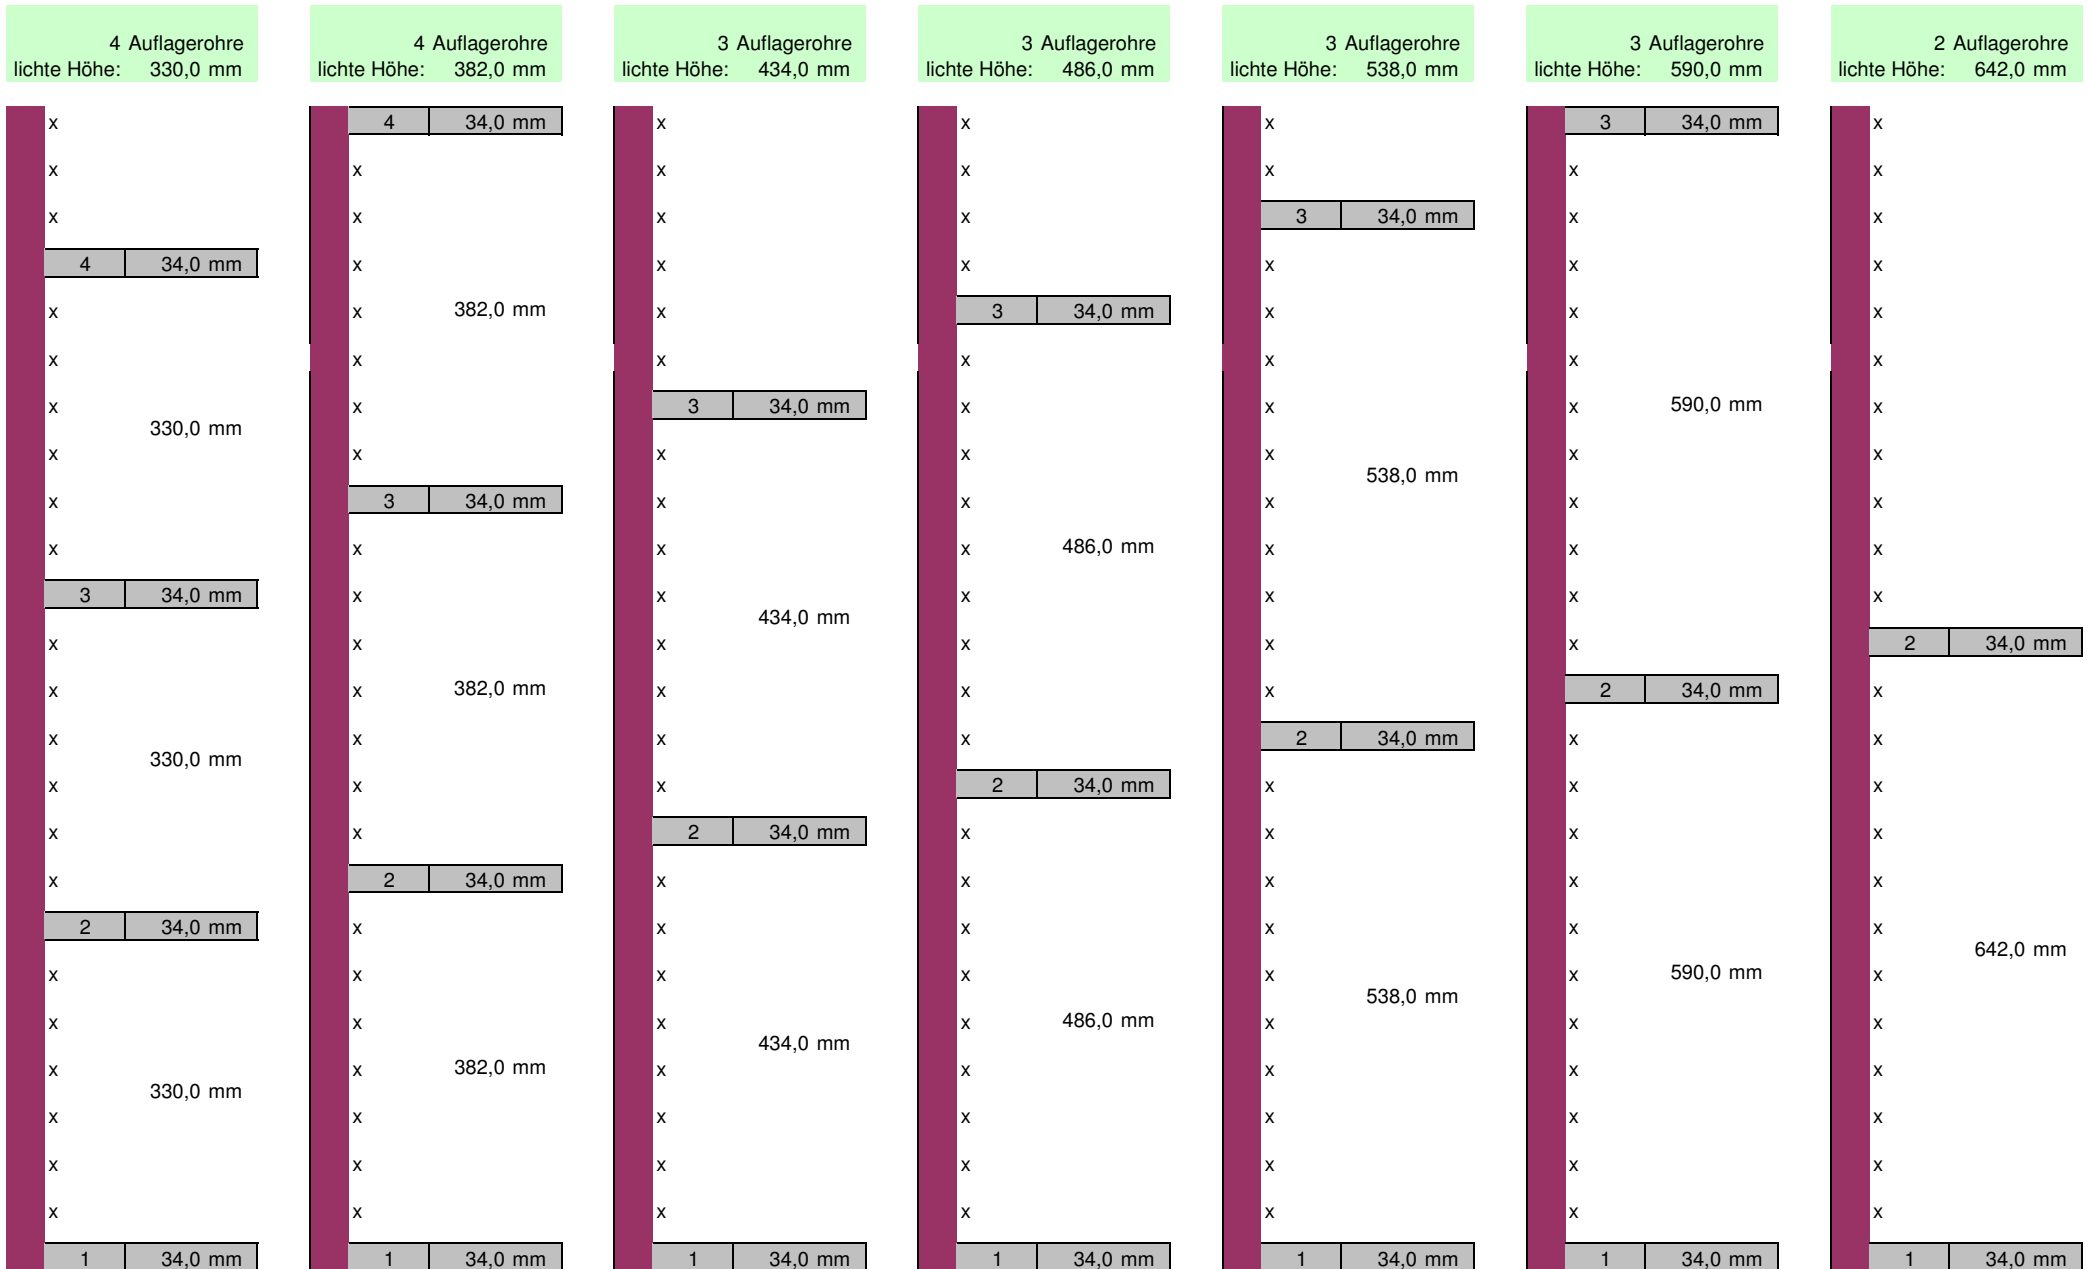 4 Auflagerohre
lichte Höhe: 330,0 mm
x
x
x
4 34,0 mm
x
x
x
330,0 mm
x
x
x
3 34,0 mm
x
x
x
330,0 mm
x
x
x
2 34,0 mm
x
x
x
330,0 mm
x
x
x
1 34,0 mm
4 Auflagerohre
lichte Höhe: 382,0 mm
4 34,0 mm
x
x
x
x 382,0 mm
x
x
x
3 34,0 mm
x
x
x
x 382,0 mm
x
x
x
2 34,0 mm
x
x
x
x 382,0 mm
x
x
x
1 34,0 mm
3 Auflagerohre
lichte Höhe: 434,0 mm
x
x
x
x
x
x
3 34,0 mm
x
x
x
x
434,0 mm
x
x
x
x
2 34,0 mm
x
x
x
x
434,0 mm
x
x
x
x
1 34,0 mm
3 Auflagerohre
lichte Höhe: 486,0 mm
x
x
x
x
3 34,0 mm
x
x
x
x
x 486,0 mm
x
x
x
x
2 34,0 mm
x
x
x
x
x 486,0 mm
x
x
x
x
1 34,0 mm
3 Auflagerohre
lichte Höhe: 538,0 mm
x
x
3 34,0 mm
x
x
x
x
x
538,0 mm
x
x
x
x
x
2 34,0 mm
x
x
x
x
x
538,0 mm
x
x
x
x
x
1 34,0 mm
3 Auflagerohre
lichte Höhe: 590,0 mm
3 34,0 mm
x
x
x
x
x
x 590,0 mm
x
x
x
x
x
2 34,0 mm
x
x
x
x
x
x 590,0 mm
x
x
x
x
x
1 34,0 mm
2 Auflagerohre
lichte Höhe: 642,0 mm
x
x
x
x
x
x
x
x
x
x
x
2 34,0 mm
x
x
x
x
x
x
642,0 mm
x
x
x
x
x
x
1 34,0 mm